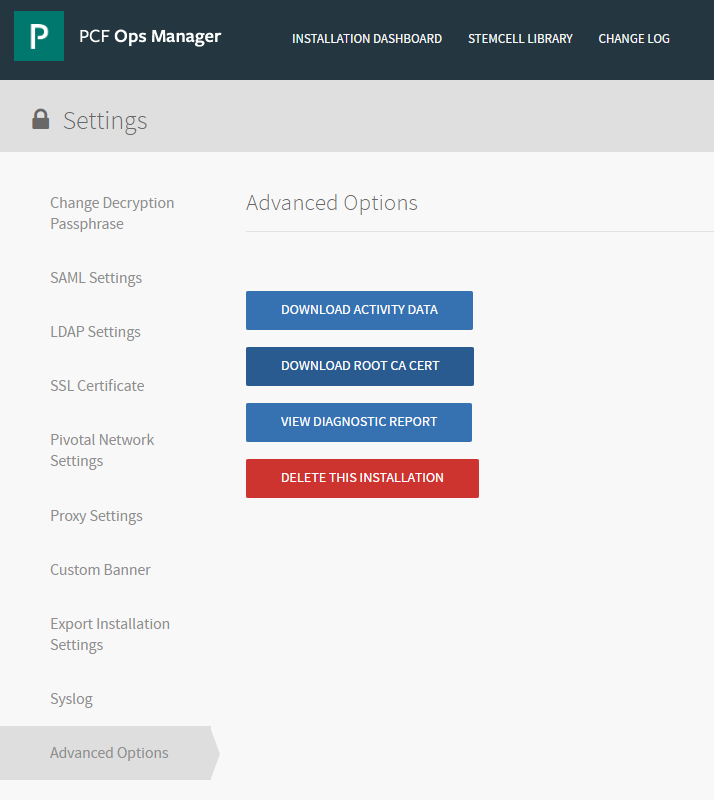 P PCF Ops Manager
INSTALLATION DASHBOARD
STEMCELL LIBRARY
CHANGE LOG
Settings
Change Decryption
Passphrase
SAML Settings
LDAP Settings
SSL Certificate
Pivotal Network
Settings
Proxy Settings
Custom Banner
Export Installation
Settings
Syslog
Advanced Options
Advanced Options
DOWNLOAD ACTIVITY DATA
DOWNLOAD ROOT CA CERT
VIEW DIAGNOSTIC REPORT
DELETE THIS INSTALLATION